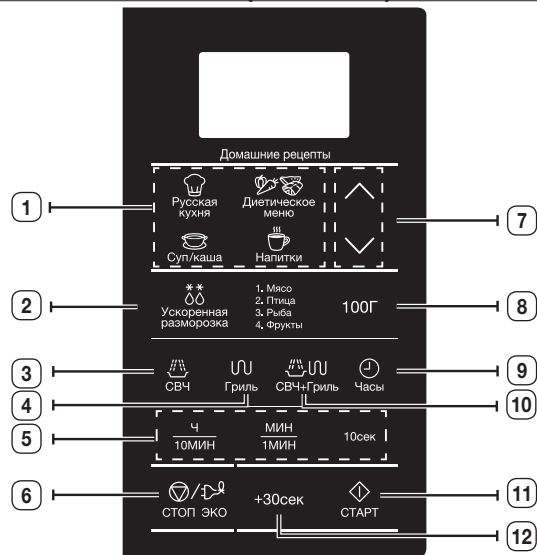 Домашние рецепты
1
Русская
кухня
Диетическое
меню
7
Суп/каша
Напитки
2
Ускоренная
разморозка
1. Мясо
2. Птица
3. Рыба
4. Фрукты
100Г
8
3
СВЧ
Гриль
СВЧ+Гриль
Часы
9
4
10
5
Ч
10МИН
МИН
1МИН
10сек
6
СТОП ЭКО
+30сек
СТАРТ
11
12